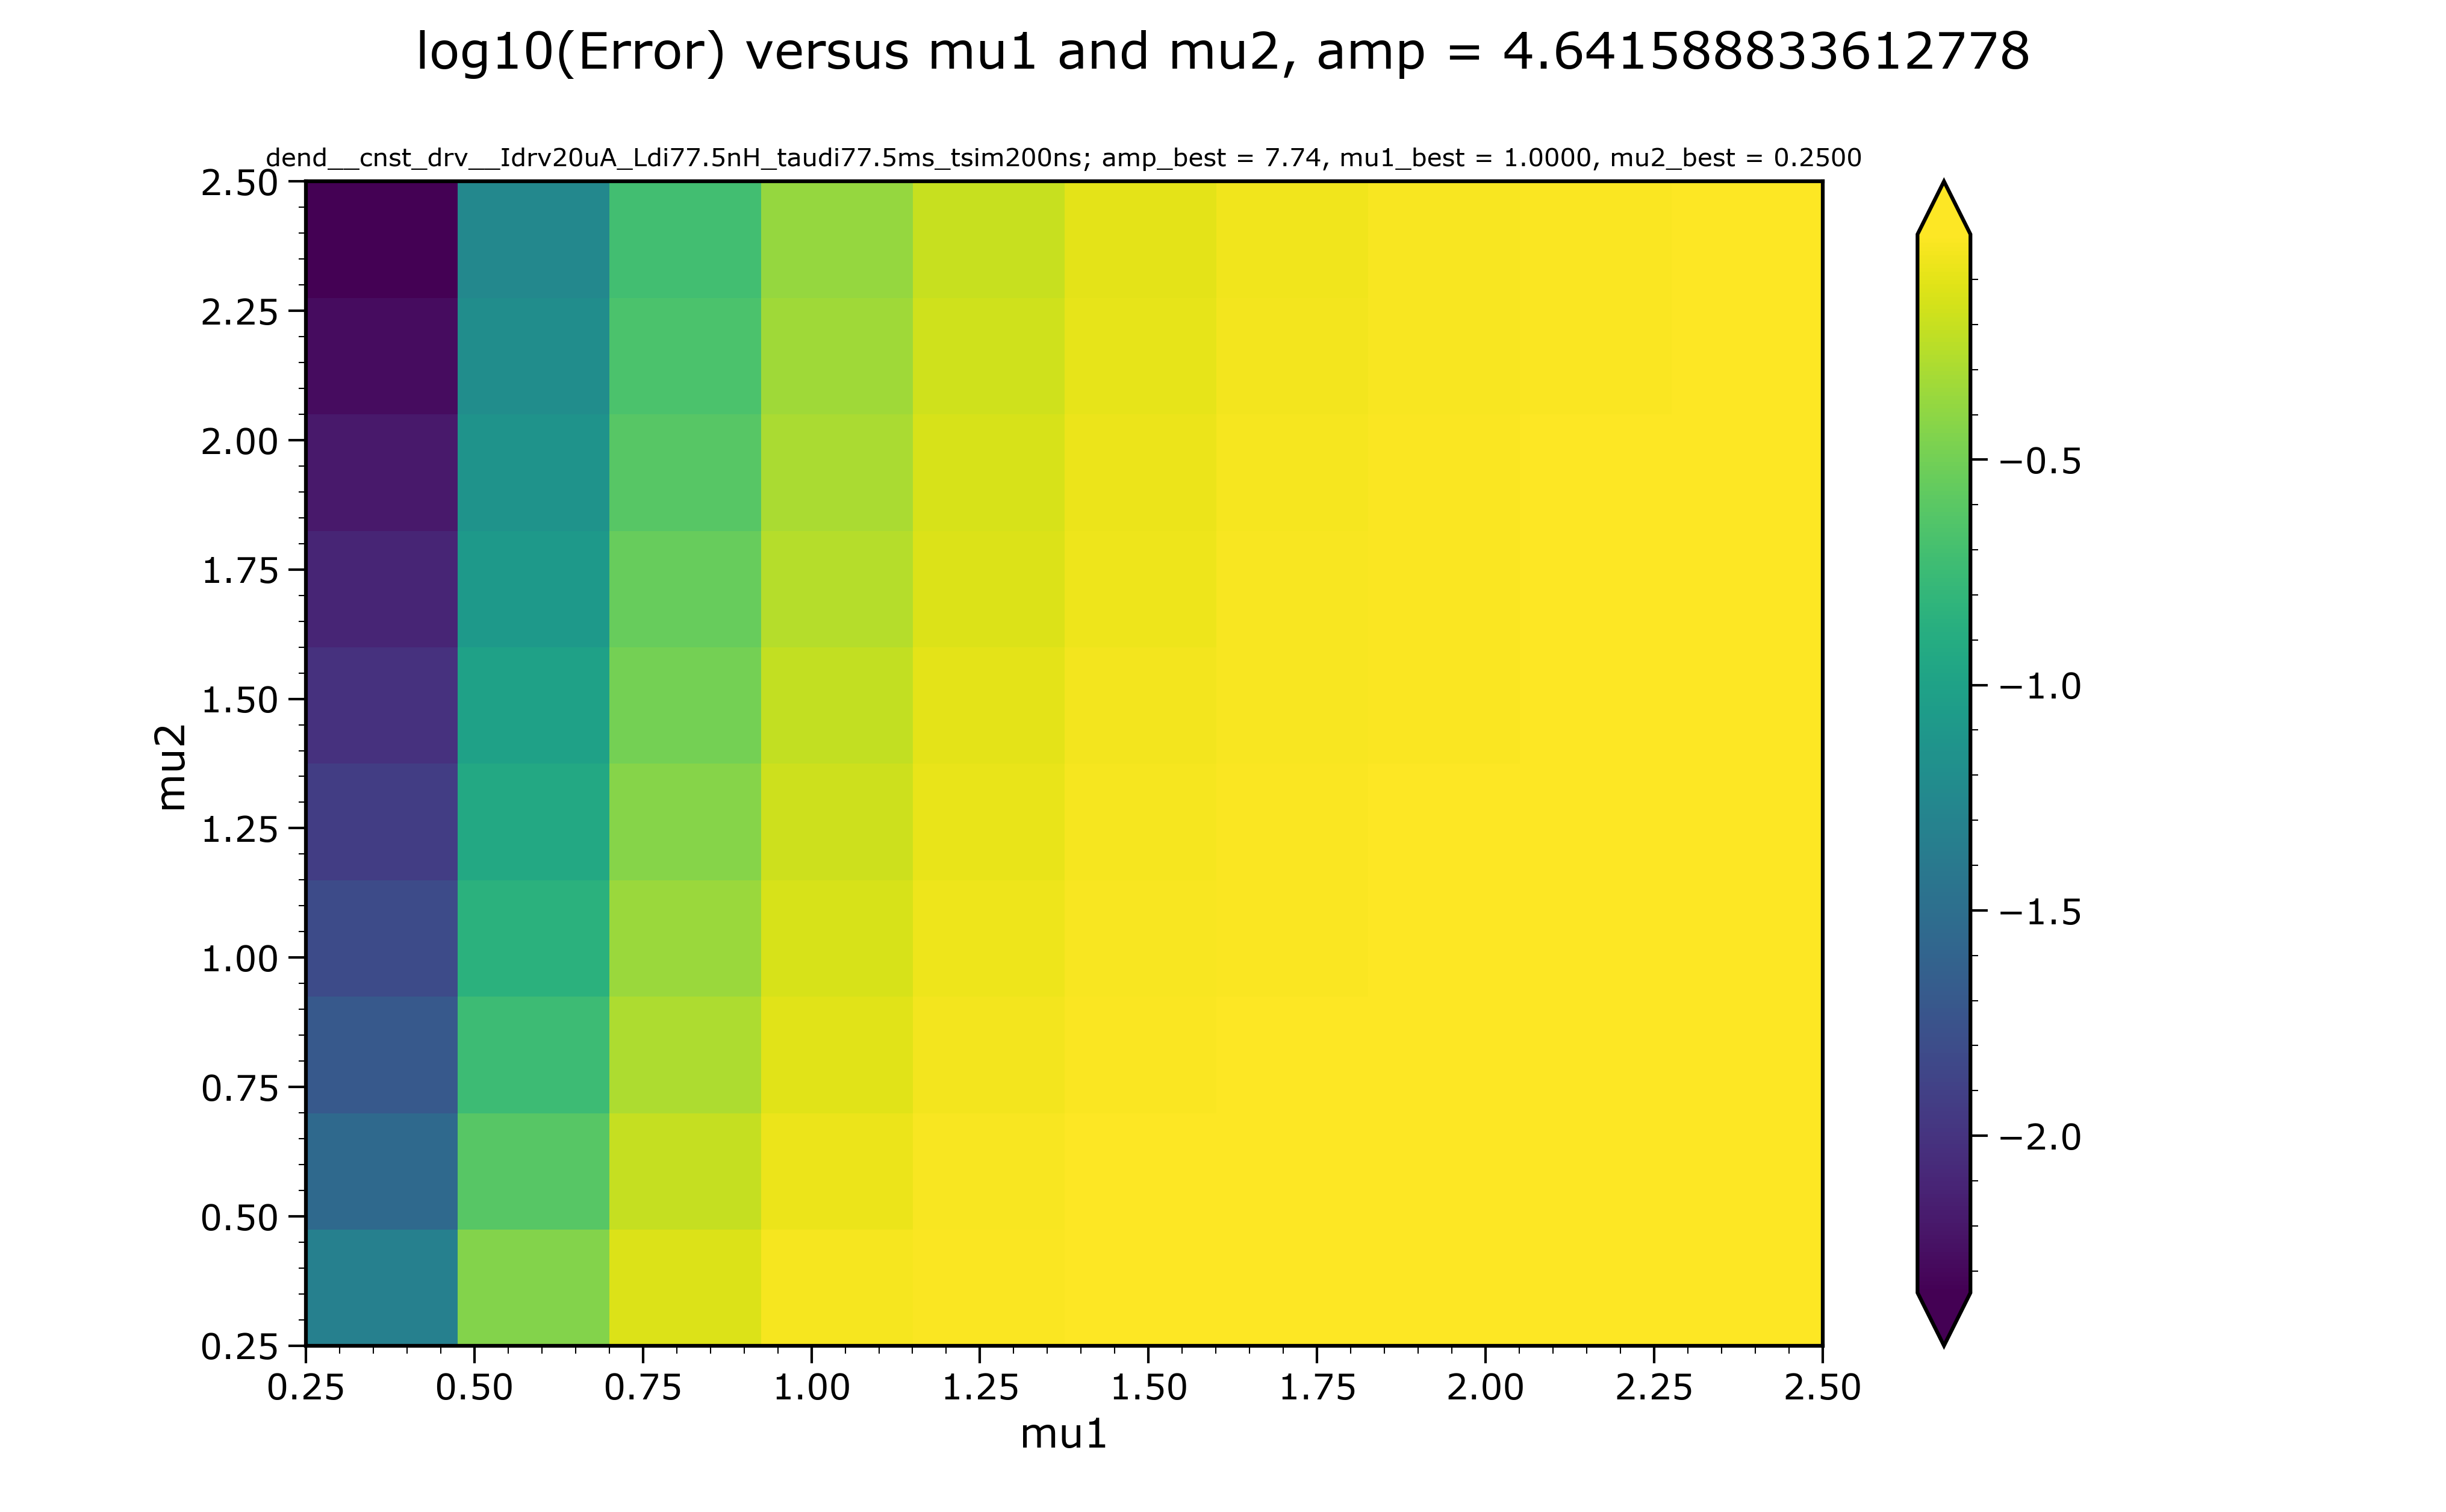 log10(Error) versus mu1 and mu2, amp = 4.641588833612778
dend__cnst_drv__Idrv20uA_Ldi77.5nH_taudi77.5ms_tsim200ns; amp_best = 7.74, mu1_best = 1.0000, mu2_best = 0.2500
2.50
2.25
2.00
1.75
1.50
1.25
1.00
0.75
0.50
0.25
mu2
0.25 0.50 0.75 1.00 1.25 1.50 1.75 2.00 2.25 2.50
mu1
−0.5
−1.0
−1.5
−2.0